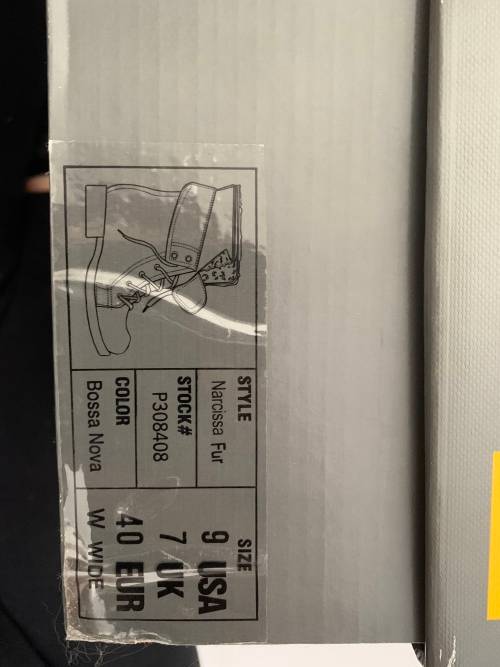 STYLE
Narcissa Fur
STOCK#
P308408
COLOR
Bossa Nova
SIZE
9 USA
7 UK
40 EUR
W WIDE